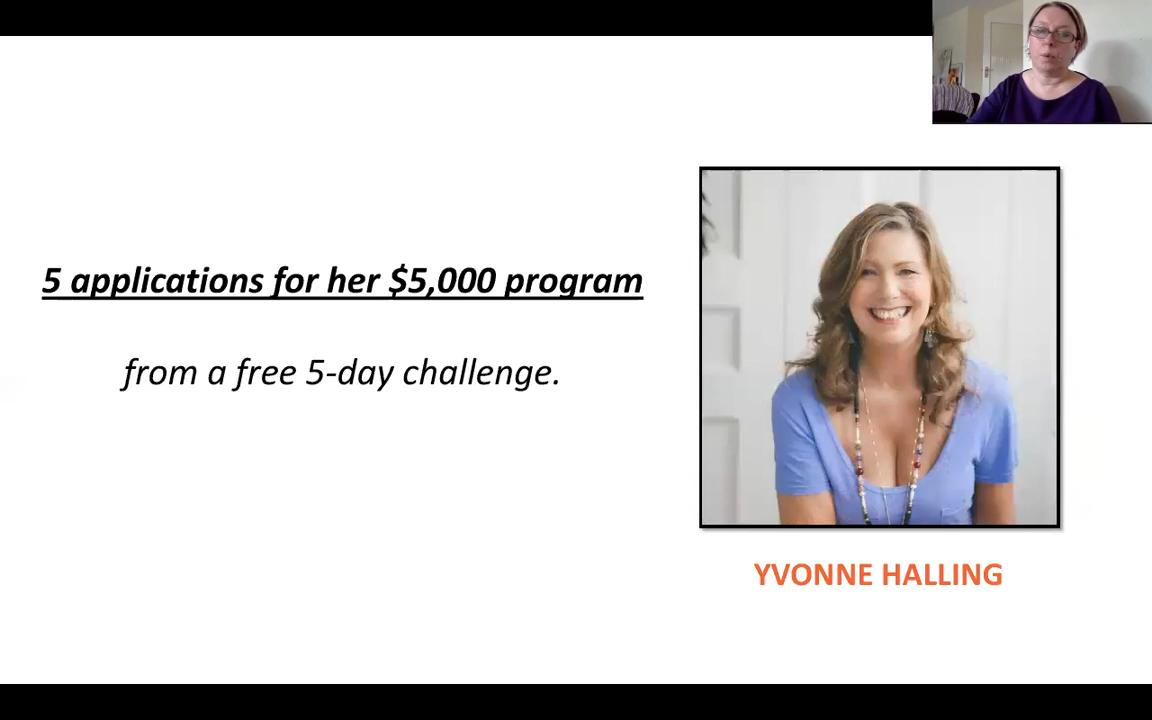 5 applications for her $5,000 program
from a free 5-day challenge.
YVONNE HALLING